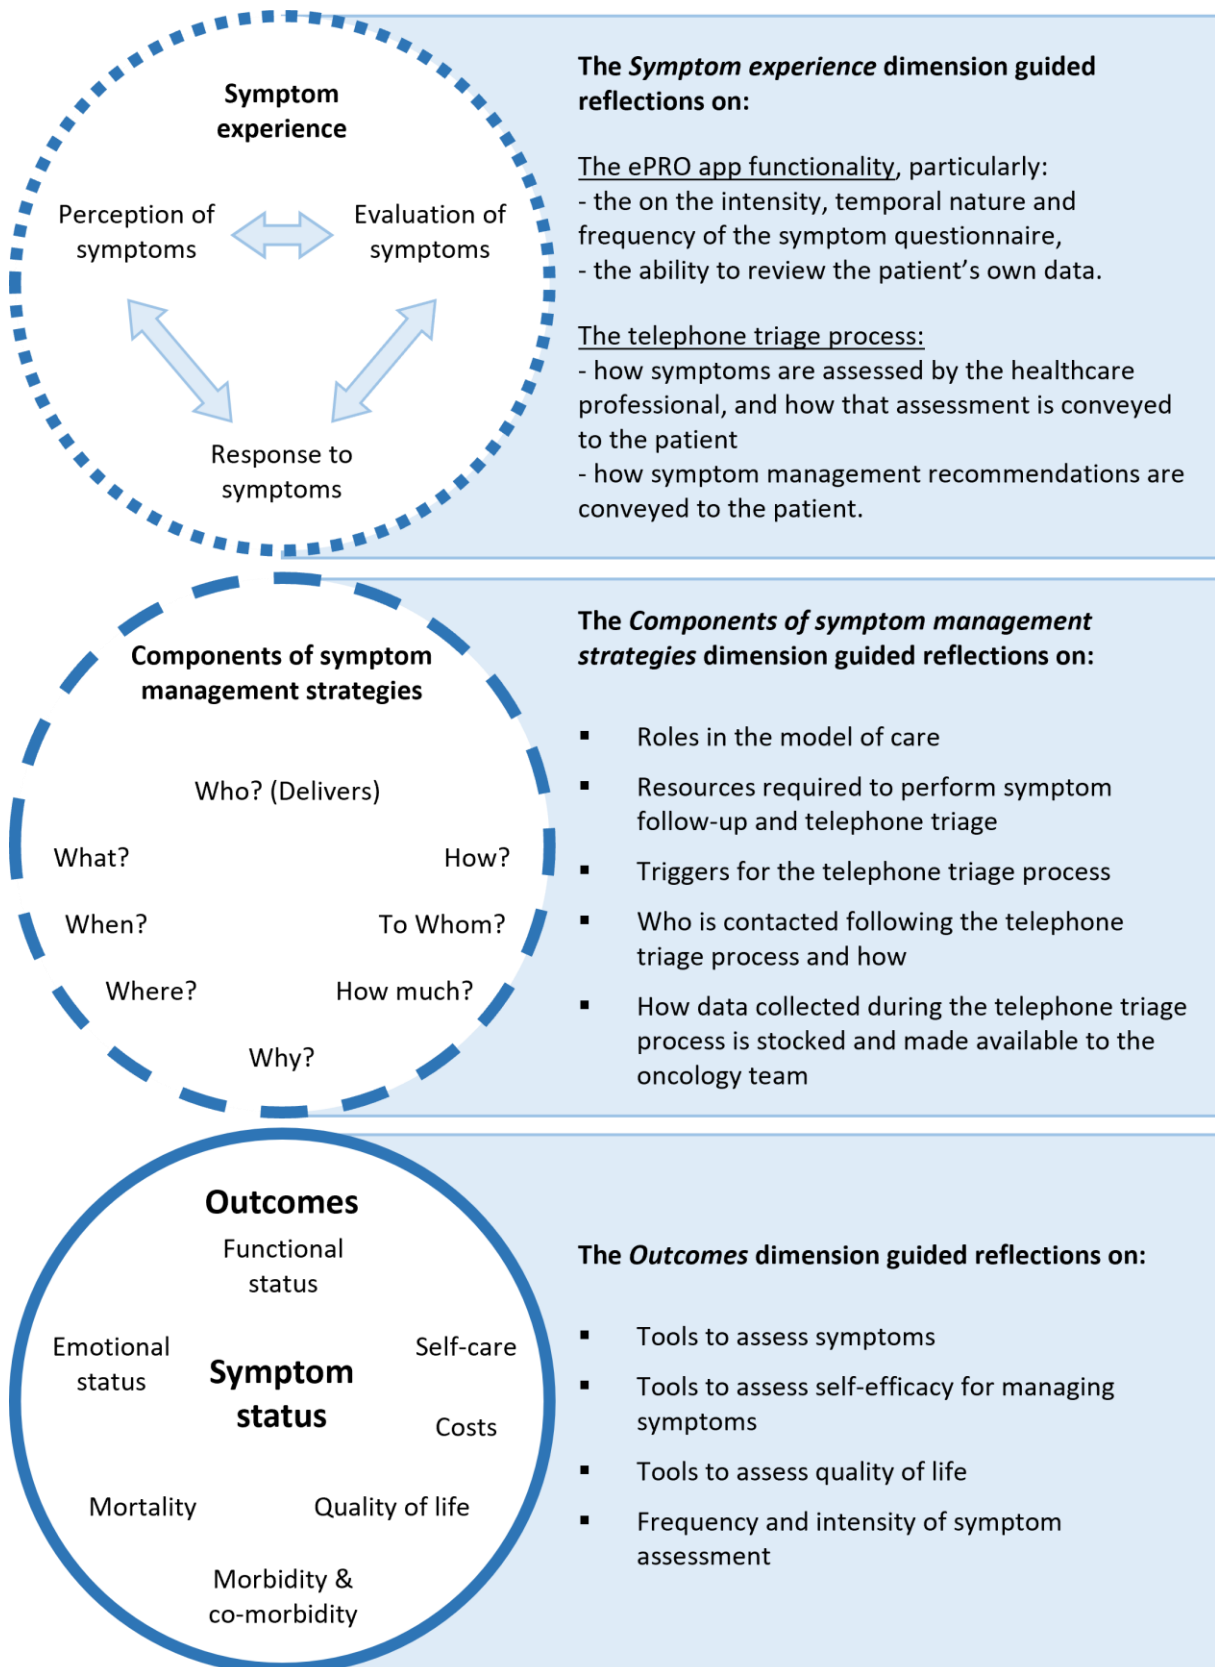 Symptom
experience
Perception of
symptoms
Evaluation of
symptoms
Response to
symptoms
The Symptom experience dimension guided
reflections on:
The ePRO app functionality, particularly:
- the on the intensity, temporal nature and
frequency of the symptom questionnaire,
- the ability to review the patient’s own data.
The telephone triage process:
- how symptoms are assessed by the healthcare
professional, and how that assessment is conveyed
to the patient
- how symptom management recommendations are
conveyed to the patient.
Components of symptom
management strategies
Who? (Delivers)
What?
How?
When?
To Whom?
Where?
How much?
Why?
The Components of symptom management
strategies dimension guided reflections on:
▪ Roles in the model of care
▪ Resources required to perform symptom
follow-up and telephone triage
▪ Triggers for the telephone triage process
▪ Who is contacted following the telephone
triage process and how
▪ How data collected during the telephone triage
process is stocked and made available to the
oncology team
Outcomes
Functional
status
Emotional
status
Symptom
status
Self-care
Costs
Mortality
Quality of life
Morbidity &
co-morbidity
The Outcomes dimension guided reflections on:
▪ Tools to assess symptoms
▪ Tools to assess self-efficacy for managing
symptoms
▪ Tools to assess quality of life
▪ Frequency and intensity of symptom
assessment